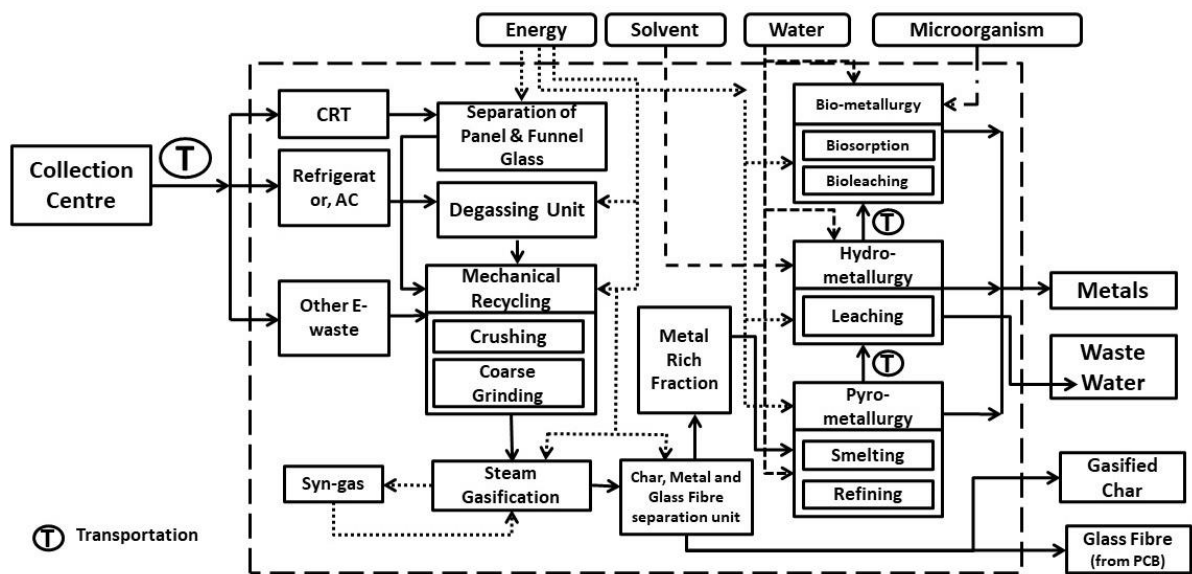 Energy
Solvent
Water
Microorganism
Collection
Centre
T
CRT
Separation of
Panel & Funnel
Glass
Refrigerat
or, AC
Degassing Unit
Other E-
waste
Mechanical
Recycling
Crushing
Coarse
Grinding
Metal
Rich
Fraction
Syn-gas
Steam
Gasification
Char, Metal and
Glass Fibre
separation unit
Bio-metallurgy
Biosorption
Bioleaching
T
Hydro-
metallurgy
Leaching
T
Pyro-
metallurgy
Smelting
Refining
Metals
Waste
Water
Gasified
Char
Glass Fibre
(from PCB)
T Transportation